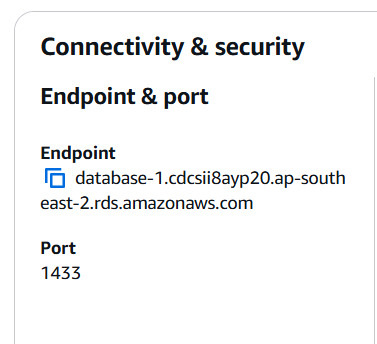 Connectivity & security
Endpoint & port
Endpoint
database-1.cdcsii8ayp20.ap-south
east-2.rds.amazonaws.com
Port
1433